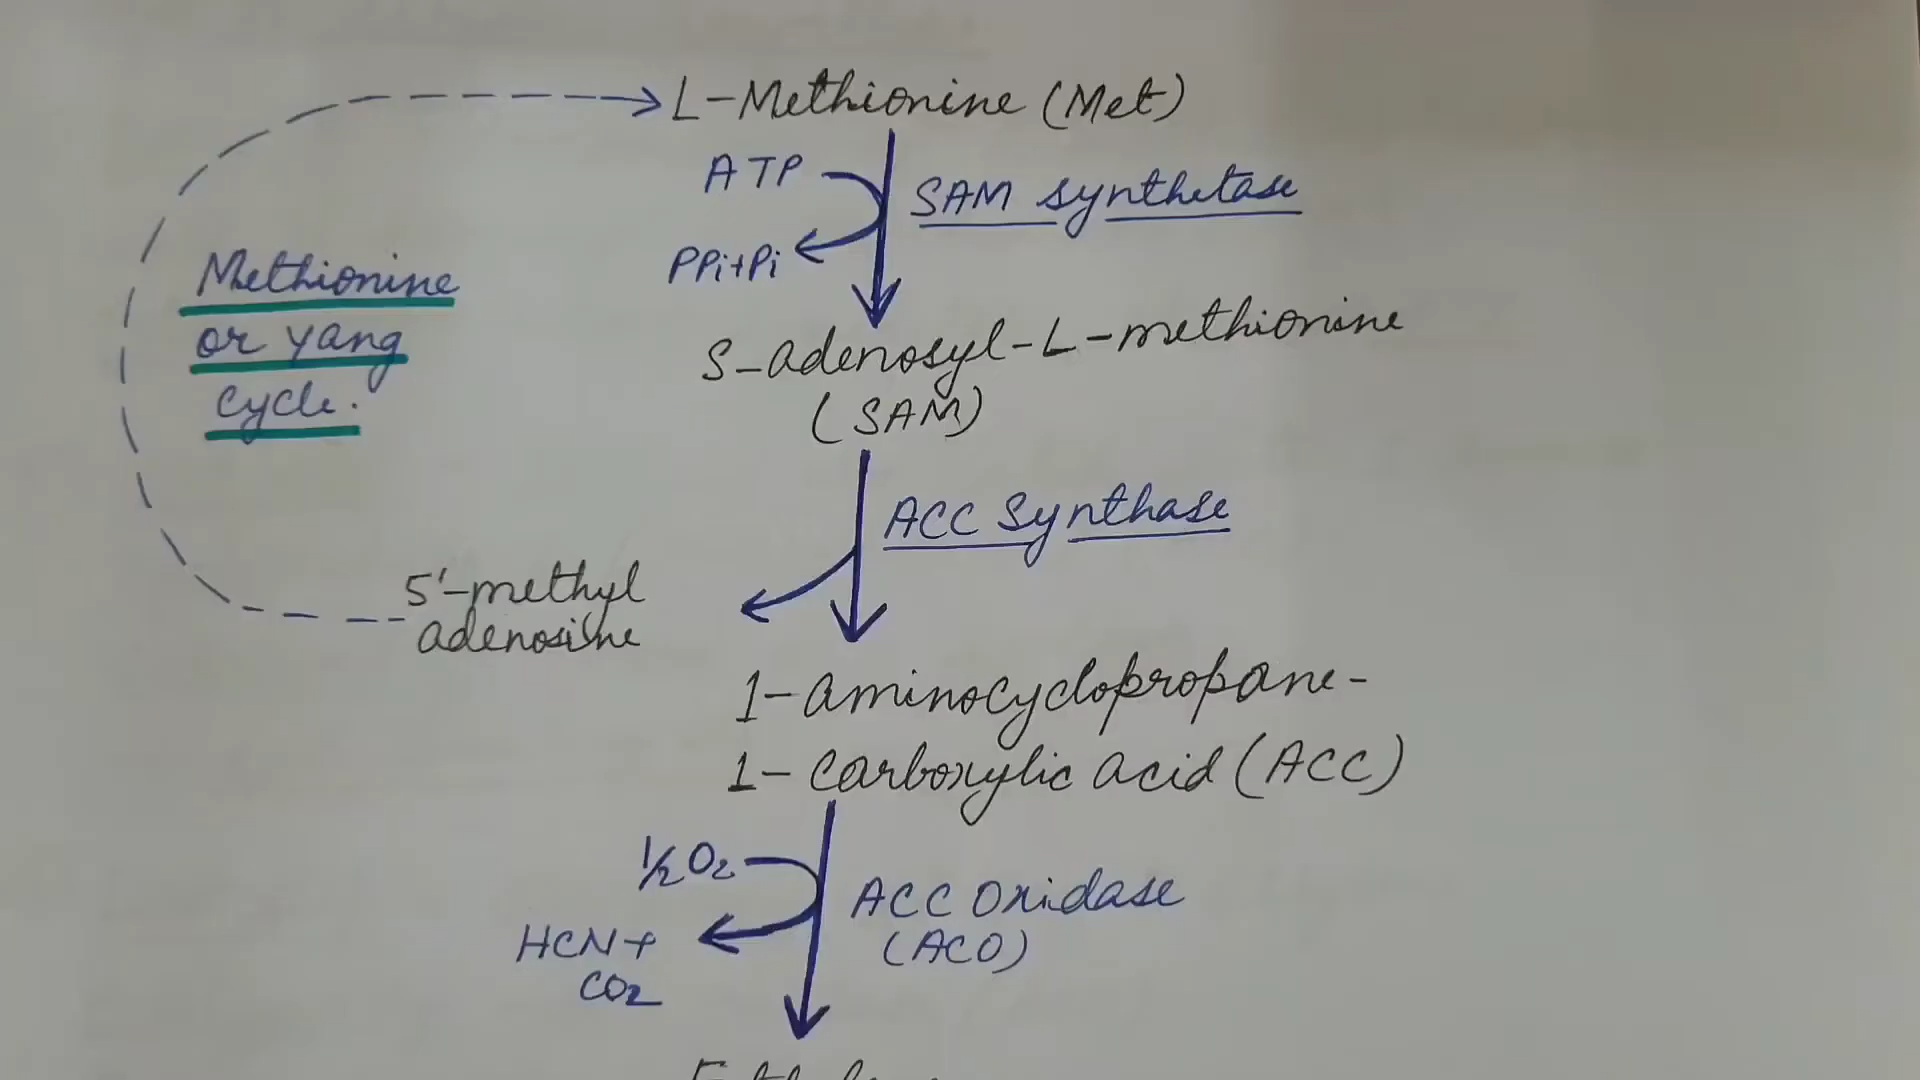 L-Methionine (Met)
ATP
SAM synthetase
PPi+Pi
Methionine
or yang
cycle.
S-adenosyl-L-methionine
(SAM)
ACC Synthase
5'-methyl
adenosine
1-aminocyclopropane-
1-Carboxylic acid (ACC)
1/2O2
ACC Oxidase
(ACO)
HCN+
CO2